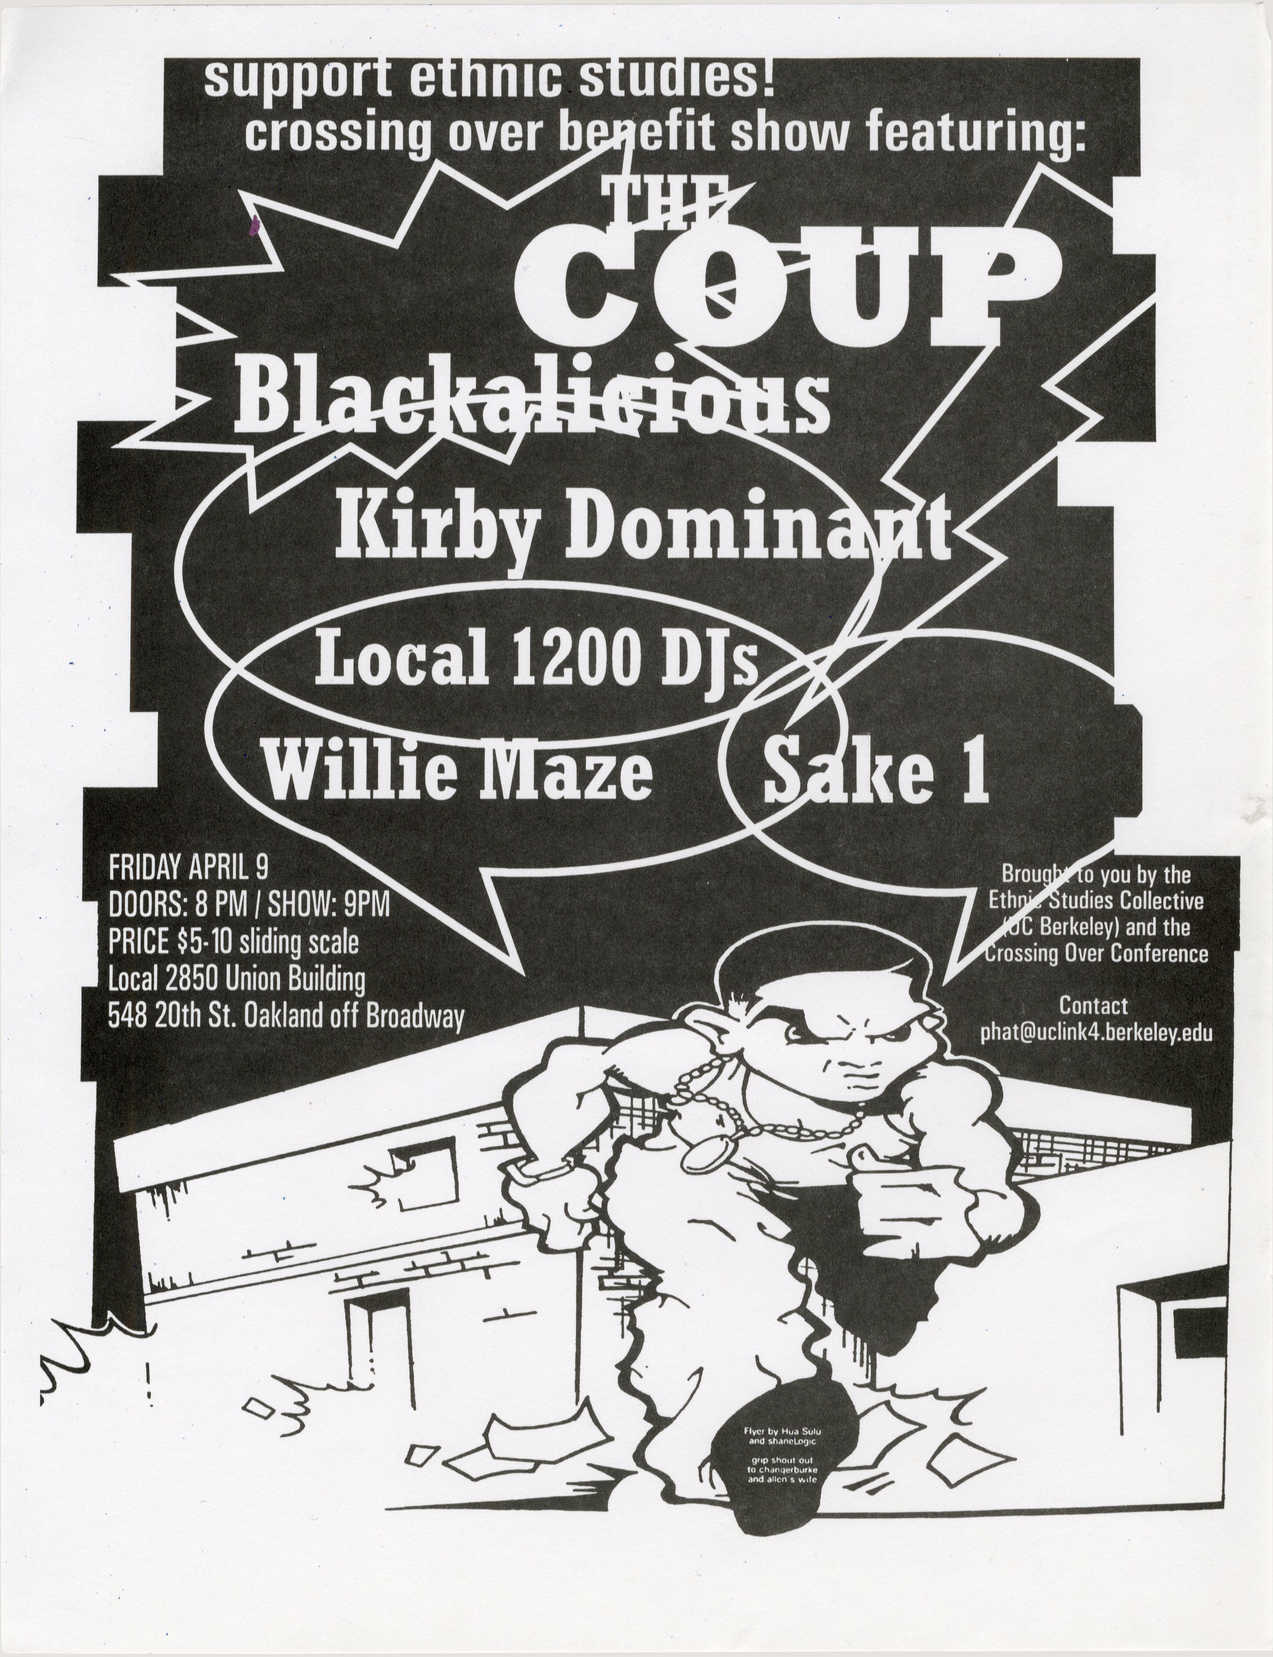 support ethnic studies!
crossing over benefit show featuring:
THE
COUP
Blackalicious
Kirby Dominant
Local 1200 DJs
Willie Maze
Sake 1
FRIDAY APRIL 9
DOORS: 8 PM / SHOW: 9PM
PRICE $5-10 sliding scale
Local 2850 Union Building
548 20th St. Oakland off Broadway
Brought to you by the
Ethnic Studies Collective
(UC Berkeley) and the
Crossing Over Conference
Contact
phat@uclink4.berkeley.edu
Flyer by Hua Sulu
and shaneLogic
grip shout out
to changerburke
and allen's wife